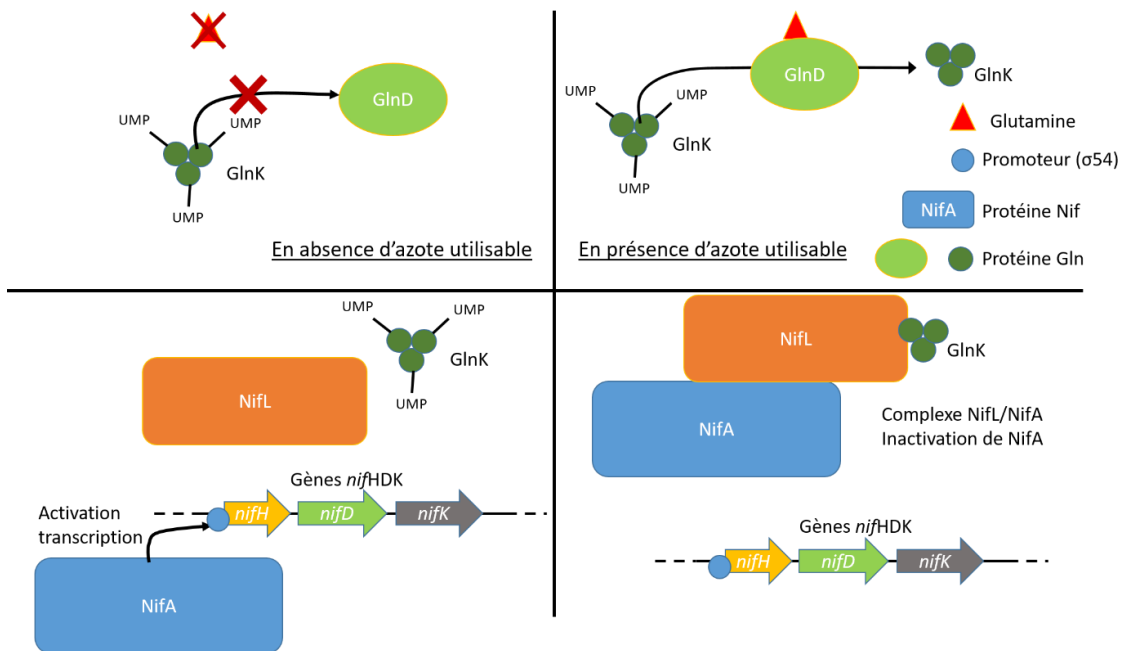 GlnD
UMP
UMP
GlnK
UMP
En absence d'azote utilisable
GlnD
GlnK
UMP
UMP
GlnK
UMP
Glutamine
Promoteur (σ54)
NifA
Protéine Nif
Protéine Gln
En présence d'azote utilisable
UMP
UMP
GlnK
UMP
NifL
Gènes nifHDK
Activation
transcription
nifH
nifD
nifK
NifA
NifL
GlnK
NifA
Complexe NifL/NifA
Inactivation de NifA
Gènes nifHDK
nifH
nifD
nifK